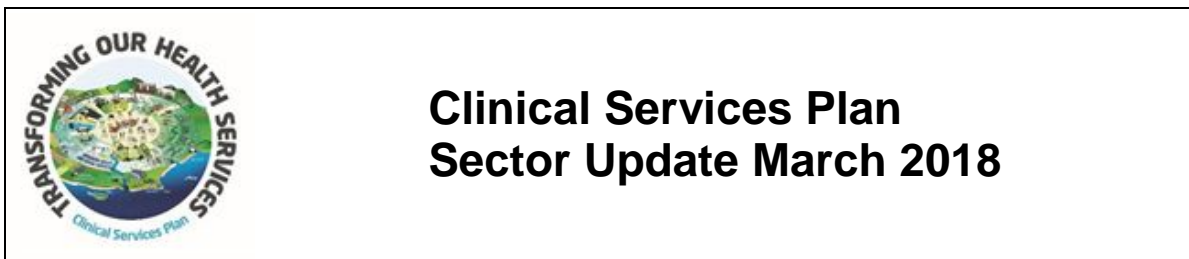 TRANSFORMING OUR HEALTH SERVICES
Clinical Services Plan
Clinical Services Plan
Sector Update March 2018